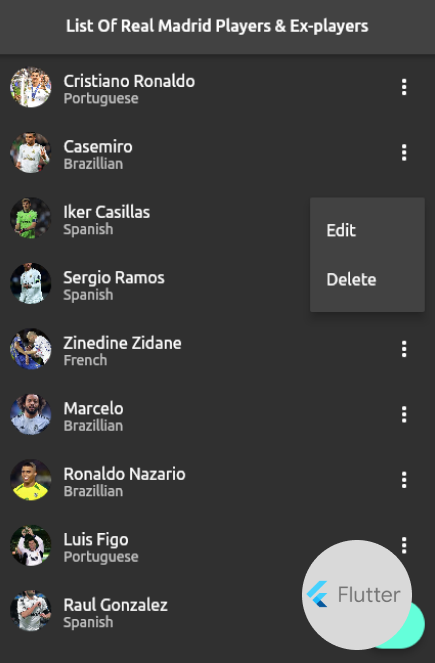 List Of Real Madrid Players & Ex-players
Cristiano Ronaldo
Portuguese
Casemiro
Brazillian
Iker Casillas
Spanish
Edit
Sergio Ramos
Spanish
Delete
Zinedine Zidane
French
Marcelo
Brazillian
Ronaldo Nazario
Brazillian
Luis Figo
Portuguese
Flutter
Raul Gonzalez
Spanish